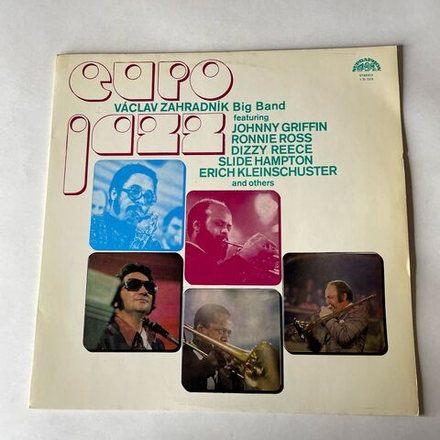 euro
VÁCLAV ZAHRADNÍK Big Band
jazz
featuring
JOHNNY GRIFFIN
RONNIE ROSS
DIZZY REECE
SLIDE HAMPTON
ERICH KLEINSCHUSTER
and others
SUPRAPHON
STEREO